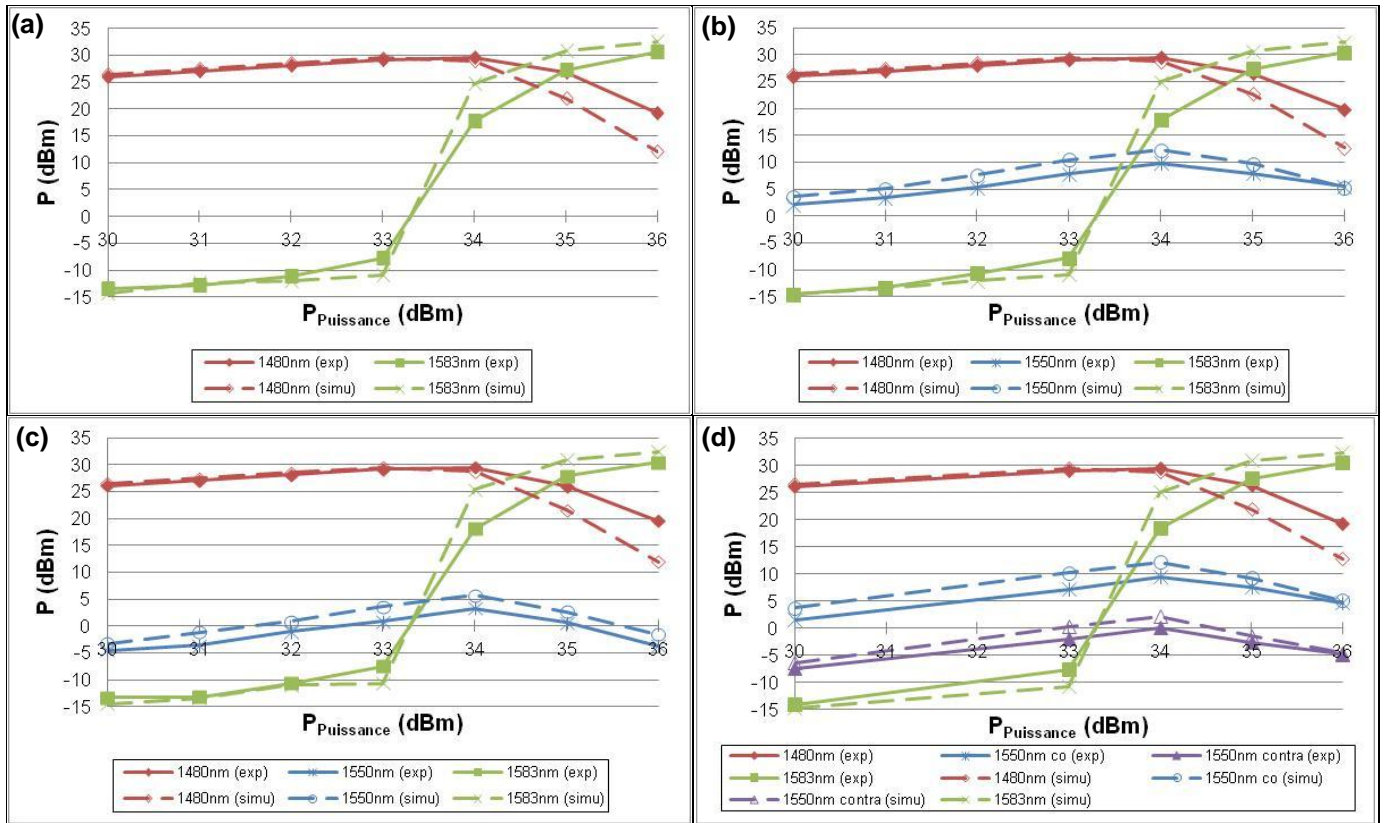 (a)
35
30
25
20
15
10
5
0
-5
-10
-15
P (dBm)
30 31 32 33 34 35 36
P Puissance (dBm)
1480nm (exp) 1583nm (exp)
1480nm (simu) 1583nm (simu)
(b)
35
30
25
20
15
10
5
0
-5
-10
-15
P (dBm)
30 31 32 33 34 35 36
P Puissance (dBm)
1480nm (exp) 1550nm (exp) 1583nm (exp)
1480nm (simu) 1550nm (simu) 1583nm (simu)
(c)
35
30
25
20
15
10
5
0
-5
-10
-15
P (dBm)
30 31 32 33 34 35 36
P Puissance (dBm)
1480nm (exp) 1550nm (exp) 1583nm (exp)
1480nm (simu) 1550nm (simu) 1583nm (simu)
(d)
35
30
25
20
15
10
5
0
-5
-10
-15
P (dBm)
30 31 32 33 34 35 36
P Puissance (dBm)
1480nm (exp) 1550nm co (exp) 1550nm contra (exp)
1583nm (exp) 1480nm (simu) 1550nm co (simu)
1550nm contra (simu) 1583nm (simu)